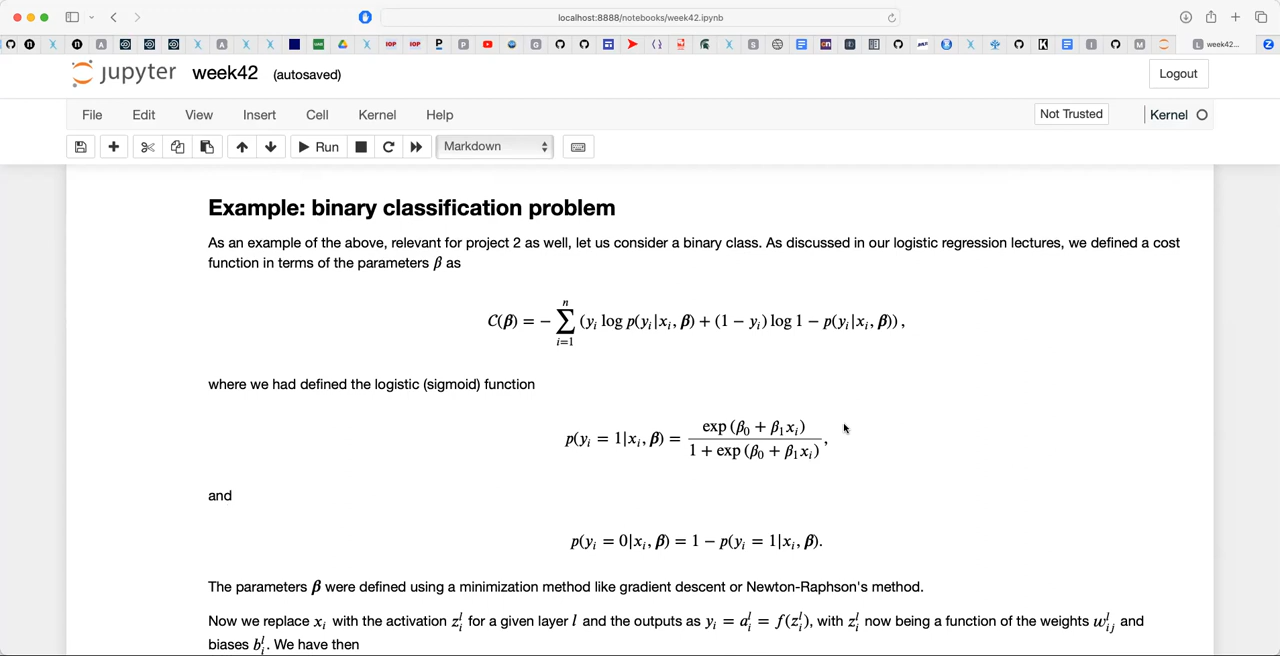 localhost:8888/notebooks/week42.ipynb
week42...
jupyter week42 (autosaved)
Logout
File Edit View Insert Cell Kernel Help
Not Trusted
Kernel
Run
Markdown
Example: binary classification problem
As an example of the above, relevant for project 2 as well, let us consider a binary class. As discussed in our logistic regression lectures, we defined a cost
function in terms of the parameters β as
C(β) = − ∑_{i=1}^{n} (y_i log p(y_i|x_i, β) + (1 − y_i) log 1 − p(y_i|x_i, β)) ,
where we had defined the logistic (sigmoid) function
p(y_i = 1|x_i, β) = exp (β_0 + β_1 x_i) / 1 + exp (β_0 + β_1 x_i) ,
and
p(y_i = 0|x_i, β) = 1 − p(y_i = 1|x_i, β).
The parameters β were defined using a minimization method like gradient descent or Newton-Raphson's method.
Now we replace x_i with the activation z_i^l for a given layer l and the outputs as y_i = a_i^l = f(z_i^l), with z_i^l now being a function of the weights w_{ij}^l and
biases b_i^l. We have then